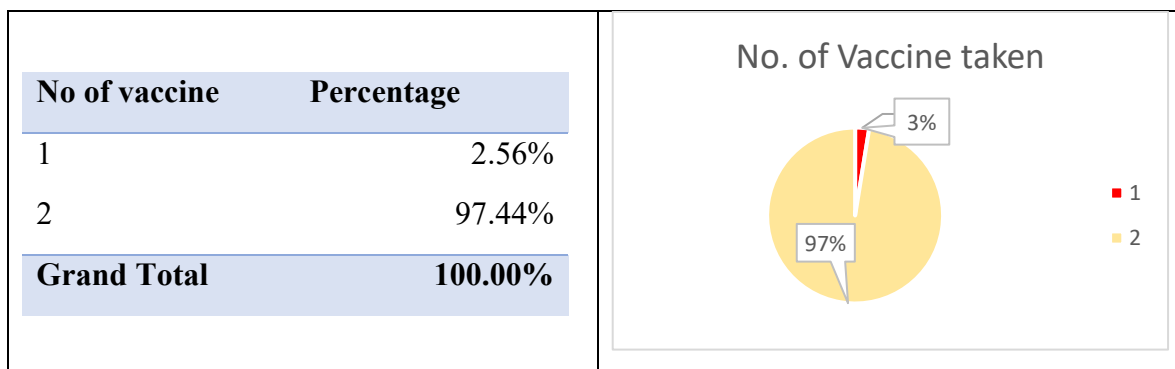 No of vaccine Percentage
1 2.56%
2 97.44%
Grand Total 100.00%
No. of Vaccine taken
3%
97%
1
2